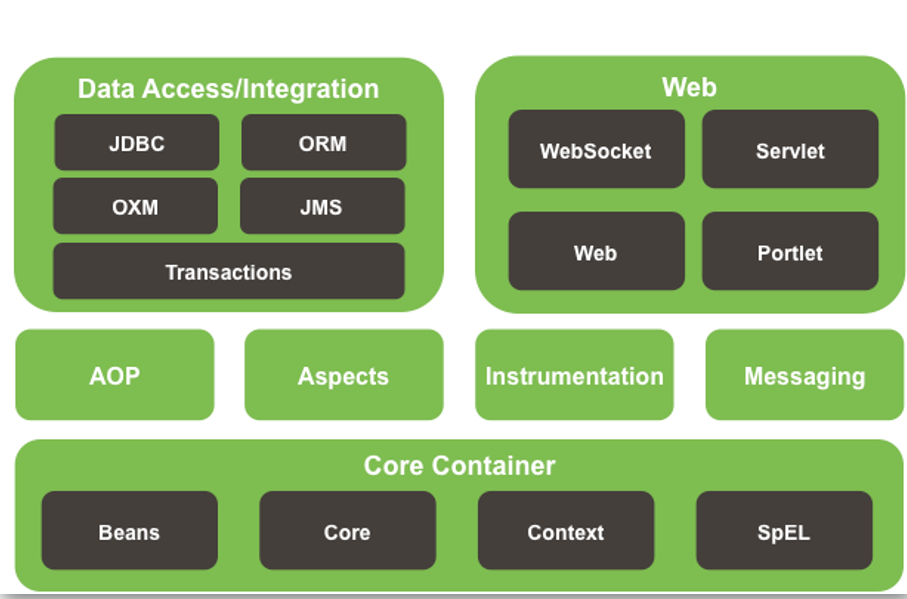 Data Access/Integration
JDBC
ORM
OXM
JMS
Transactions
Web
WebSocket
Servlet
Web
Portlet
AOP
Aspects
Instrumentation
Messaging
Core Container
Beans
Core
Context
SpEL